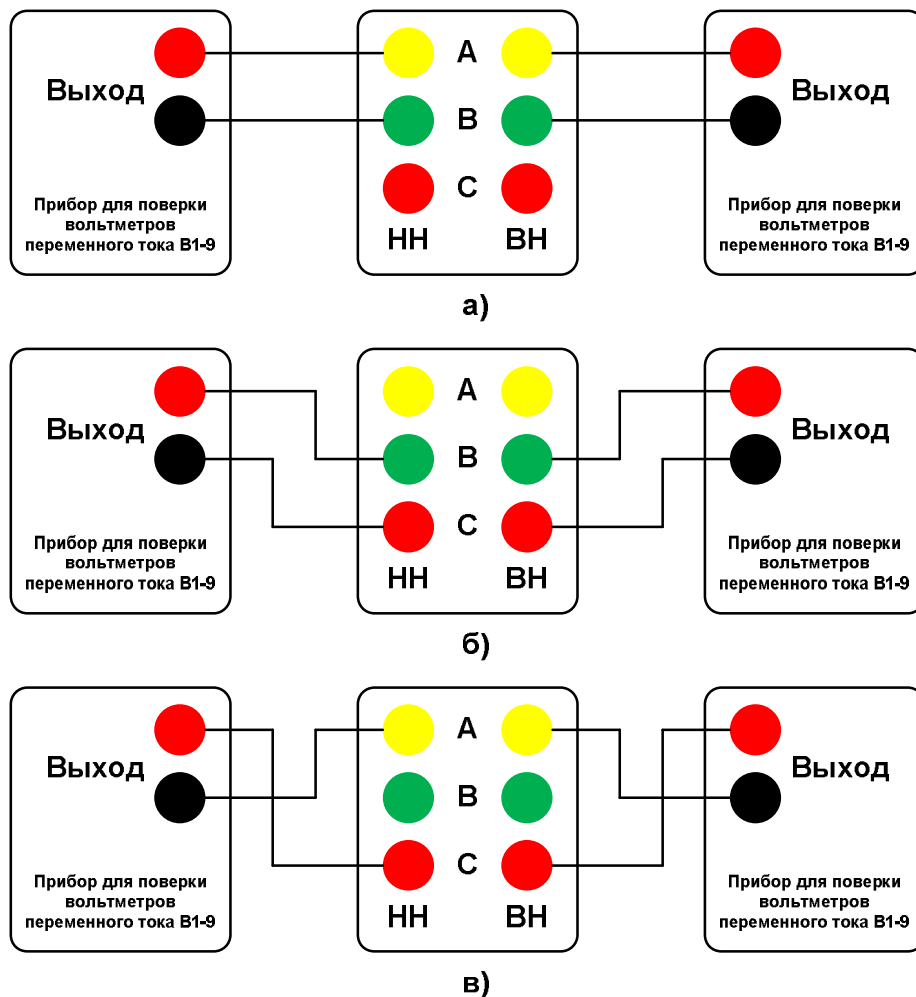 Выход
Прибор для поверки
вольтметров
переменного тока В1-9
А
В
С
НН ВН
Выход
Прибор для поверки
вольтметров
переменного тока В1-9
а)
Выход
Прибор для поверки
вольтметров
переменного тока В1-9
А
В
С
НН ВН
Выход
Прибор для поверки
вольтметров
переменного тока В1-9
б)
Выход
Прибор для поверки
вольтметров
переменного тока В1-9
А
В
С
НН ВН
Выход
Прибор для поверки
вольтметров
переменного тока В1-9
в)